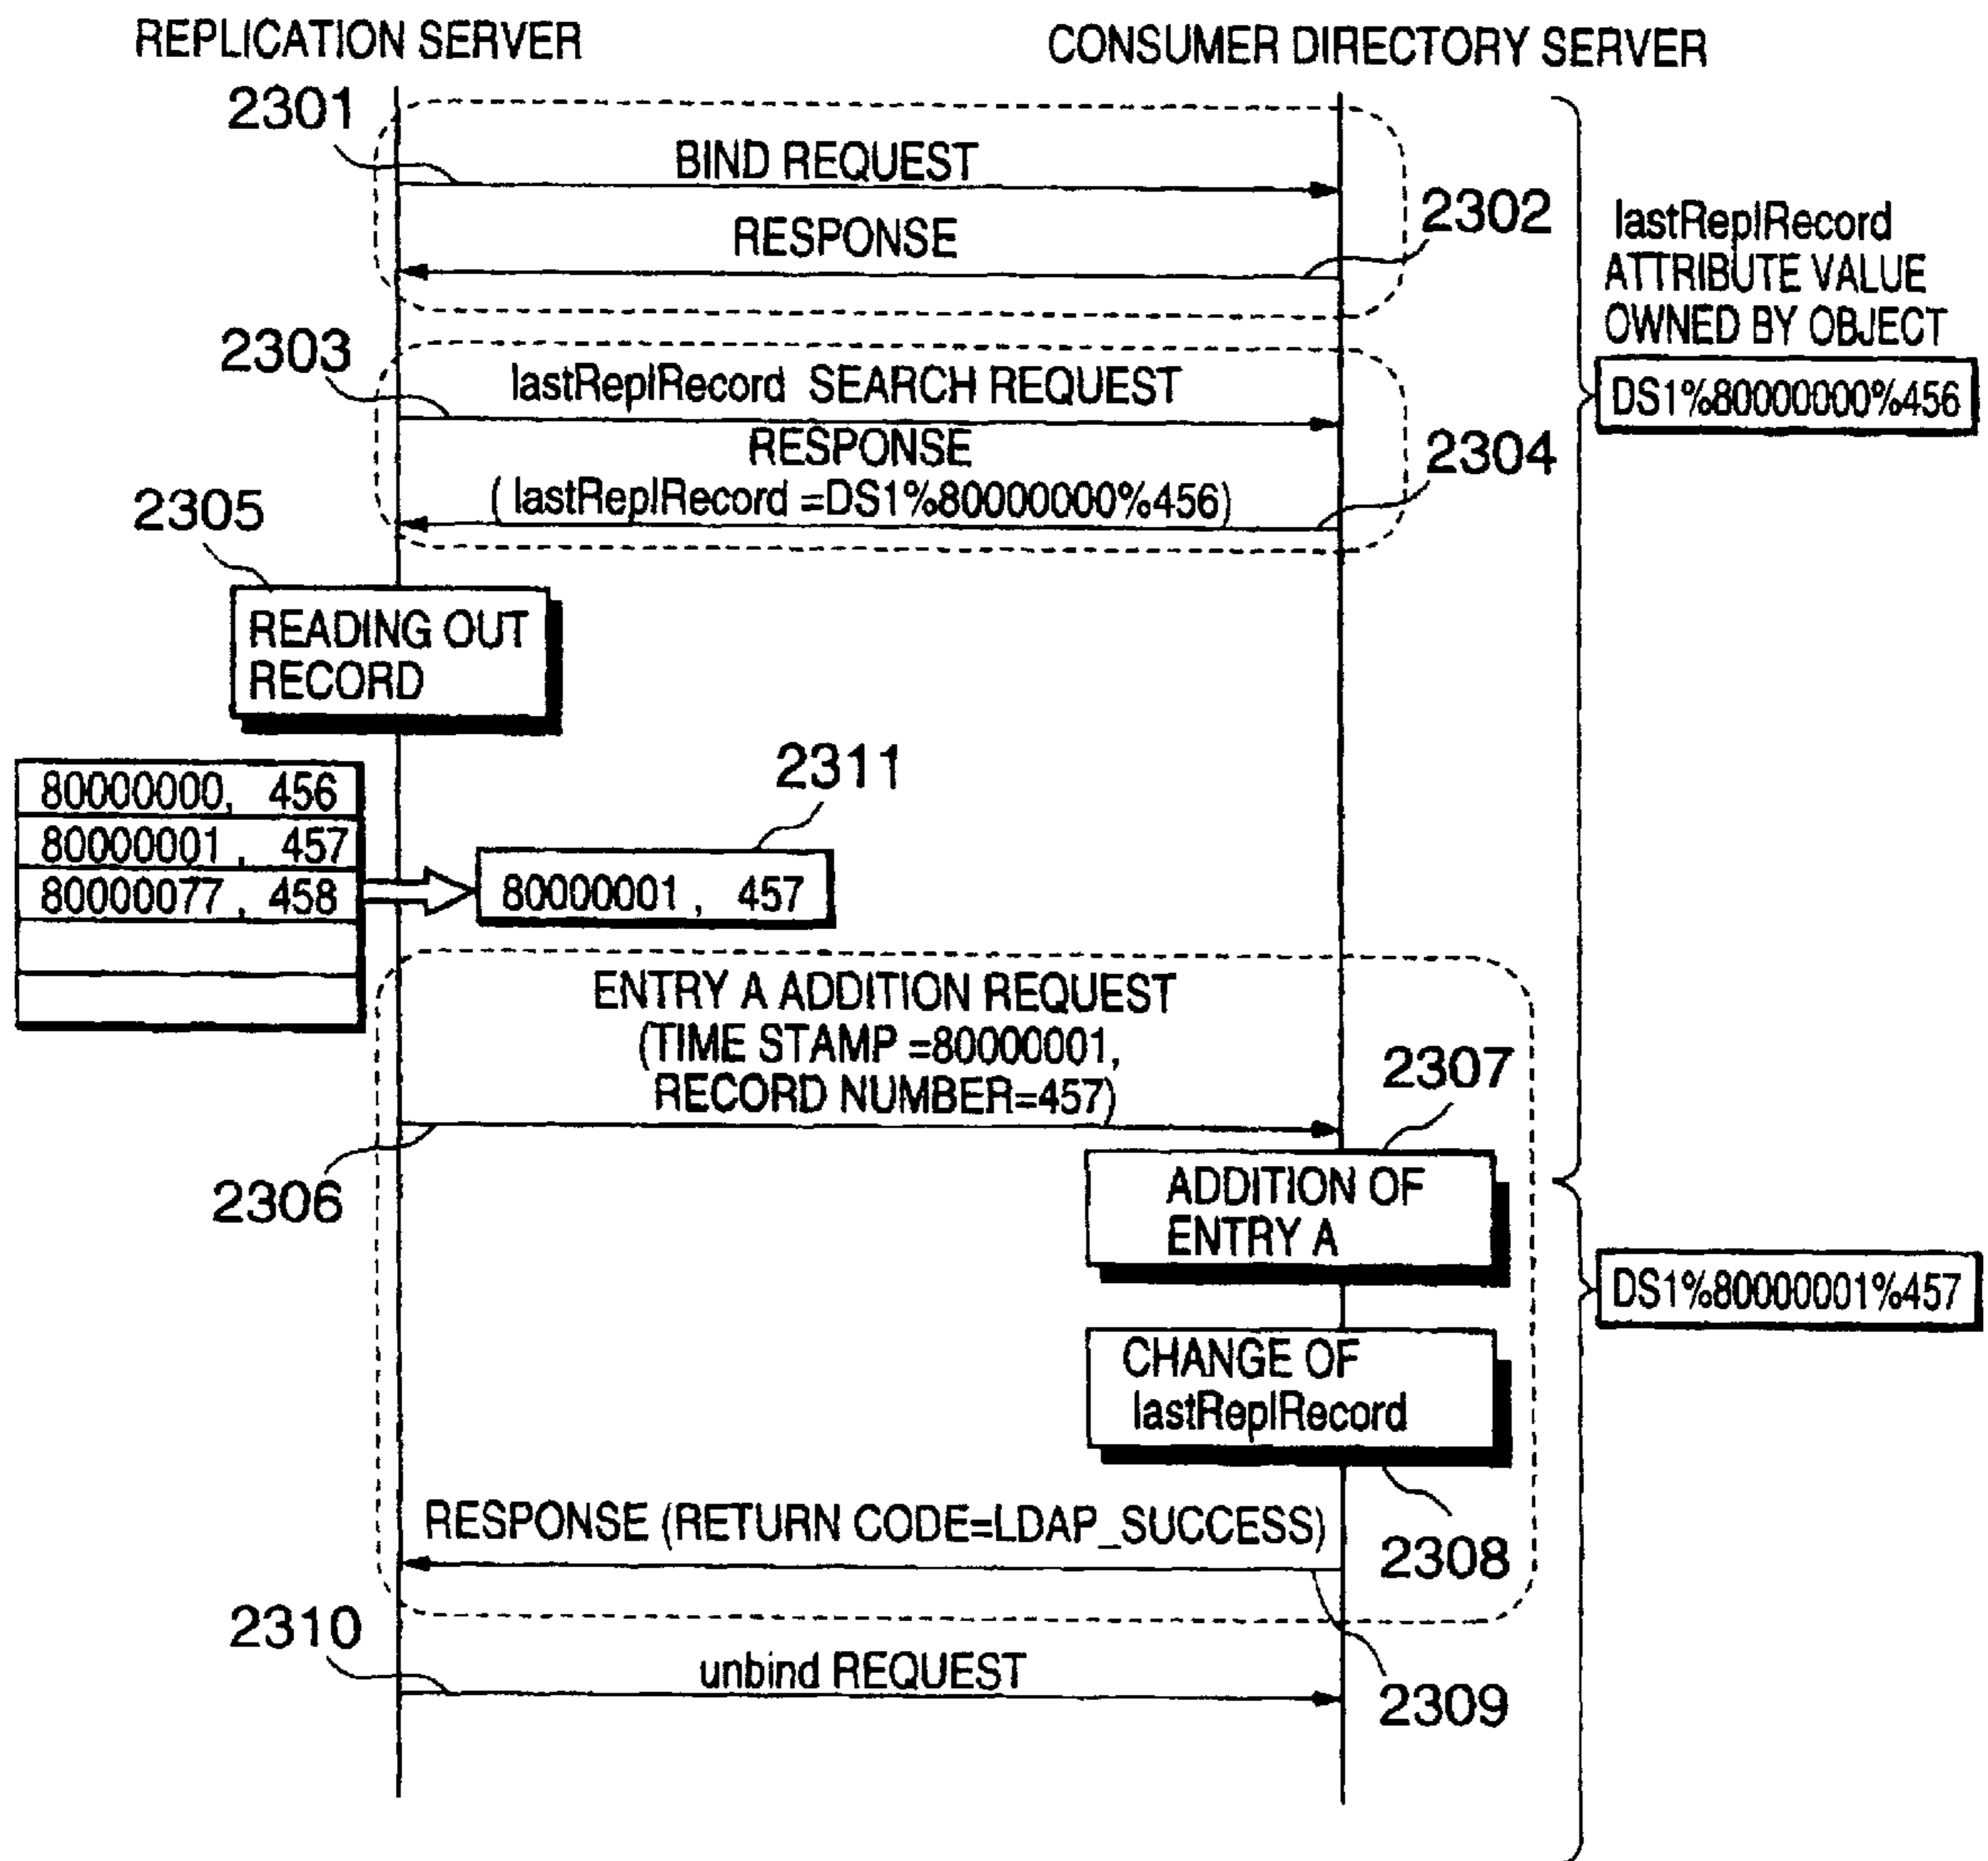 REPLICATION SERVER
CONSUMER DIRECTORY SERVER
2301
BIND REQUEST
2302
RESPONSE
lastReplRecord
ATTRIBUTE VALUE
OWNED BY OBJECT
DS1%80000000%456
2303
lastReplRecord SEARCH REQUEST
RESPONSE
( lastReplRecord =DS1%80000000%456)
2304
2305
READING OUT
RECORD
80000000, 456
80000001, 457
80000077, 458
2311
80000001, 457
ENTRY A ADDITION REQUEST
(TIME STAMP =80000001,
RECORD NUMBER=457)
2306
2307
ADDITION OF
ENTRY A
DS1%80000001%457
CHANGE OF
lastReplRecord
2308
RESPONSE (RETURN CODE=LDAP_SUCCESS)
2309
2310
unbind REQUEST